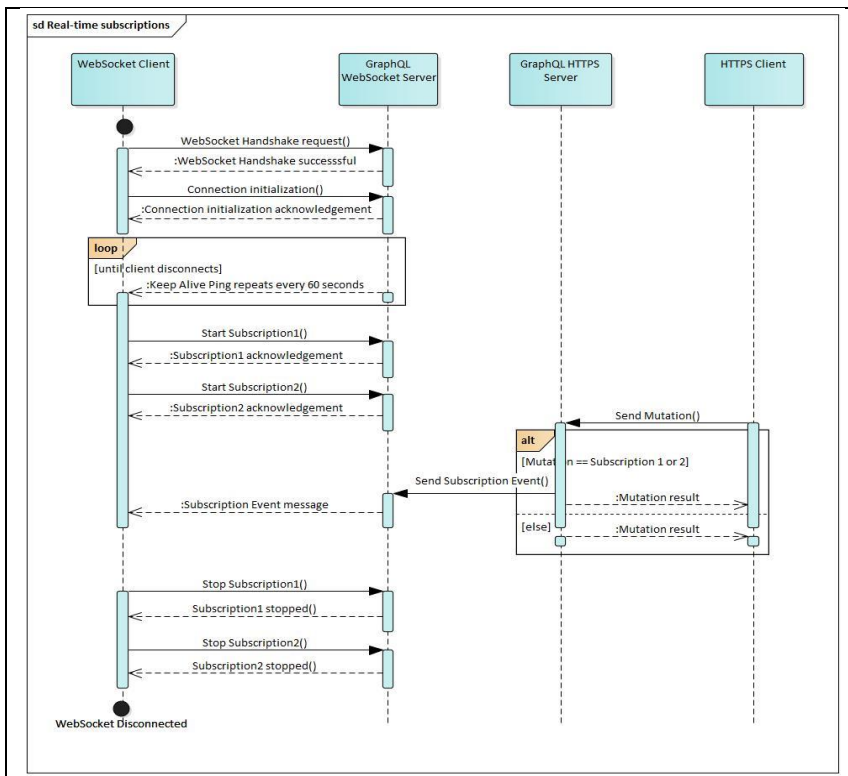 sd Real-time subscriptions
WebSocket Client
GraphQL
WebSocket Server
GraphQL HTTPS
Server
HTTPS Client
WebSocket Handshake request()
:WebSocket Handshake successsful
Connection initialization()
:Connection initialization acknowledgement
loop
[until client disconnects]
:Keep Alive Ping repeats every 60 seconds
Start Subscription1()
:Subscription1 acknowledgement
Start Subscription2()
:Subscription2 acknowledgement
Send Mutation()
alt
[Mutation == Subscription 1 or 2]
Send Subscription Event()
:Mutation result
:Subscription Event message
[else]
:Mutation result
Stop Subscription1()
Subscription1 stopped()
Stop Subscription2()
Subscription2 stopped()
WebSocket Disconnected